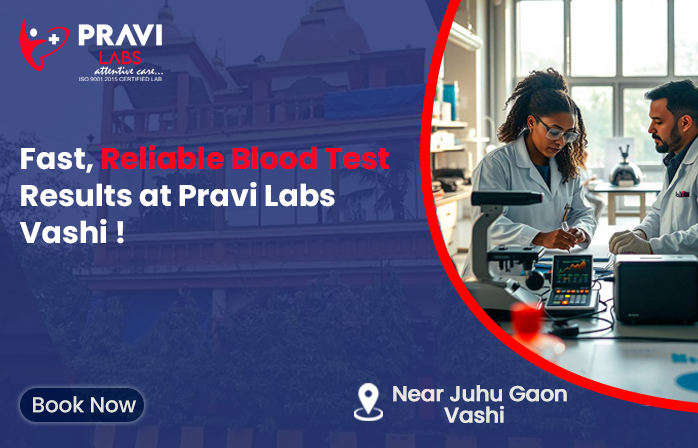 PRAVI
LABS
attentive care...
ISO 9001:2015 CERTIFIED LAB
Fast, Reliable Blood Test
Results at Pravi Labs
Vashi !
Book Now
Near Juhu Gaon
Vashi